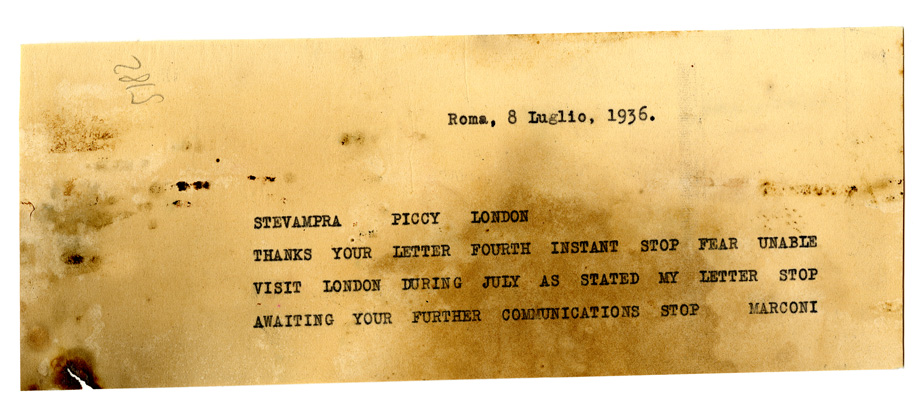 5182
Roma, 8 Luglio, 1936.
STEVAMPRA PICCY LONDON
THANKS YOUR LETTER FOURTH INSTANT STOP FEAR UNABLE
VISIT LONDON DURING JULY AS STATED MY LETTER STOP
AWAITING YOUR FURTHER COMMUNICATIONS STOP MARCONI